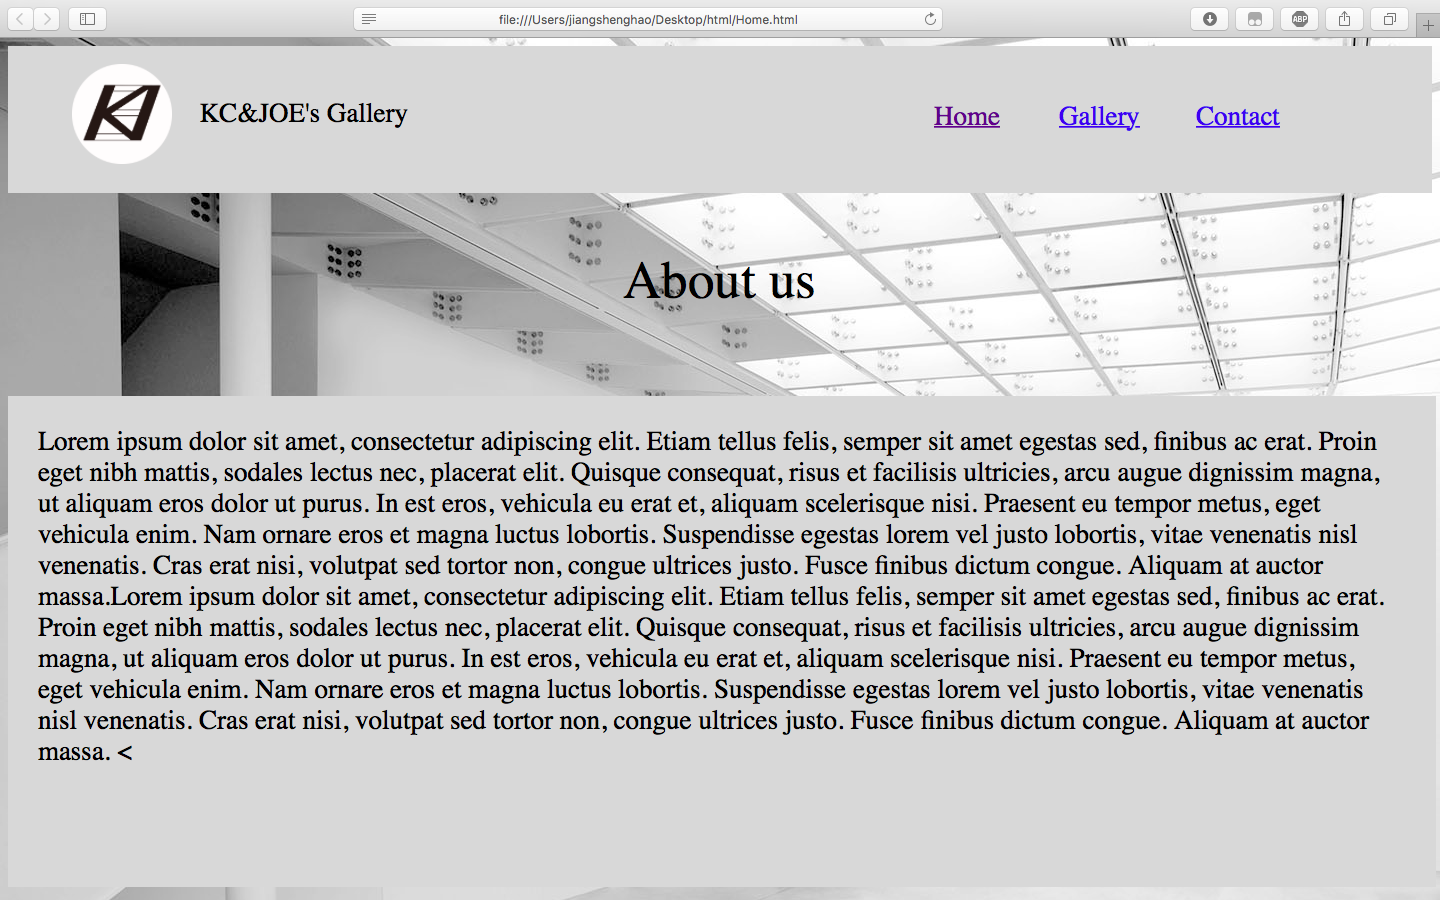 file:///Users/jiangshenghao/Desktop/html/Home.html
ABP
KA
KC&JOE's Gallery
Home Gallery Contact
About us
Lorem ipsum dolor sit amet, consectetur adipiscing elit. Etiam tellus felis, semper sit amet egestas sed, finibus ac erat. Proin
eget nibh mattis, sodales lectus nec, placerat elit. Quisque consequat, risus et facilisis ultricies, arcu augue dignissim magna,
ut aliquam eros dolor ut purus. In est eros, vehicula eu erat et, aliquam scelerisque nisi. Praesent eu tempor metus, eget
vehicula enim. Nam ornare eros et magna luctus lobortis. Suspendisse egestas lorem vel justo lobortis, vitae venenatis nisl
venenatis. Cras erat nisi, volutpat sed tortor non, congue ultrices justo. Fusce finibus dictum congue. Aliquam at auctor
massa.Lorem ipsum dolor sit amet, consectetur adipiscing elit. Etiam tellus felis, semper sit amet egestas sed, finibus ac erat.
Proin eget nibh mattis, sodales lectus nec, placerat elit. Quisque consequat, risus et facilisis ultricies, arcu augue dignissim
magna, ut aliquam eros dolor ut purus. In est eros, vehicula eu erat et, aliquam scelerisque nisi. Praesent eu tempor metus,
eget vehicula enim. Nam ornare eros et magna luctus lobortis. Suspendisse egestas lorem vel justo lobortis, vitae venenatis
nisl venenatis. Cras erat nisi, volutpat sed tortor non, congue ultrices justo. Fusce finibus dictum congue. Aliquam at auctor
massa. <